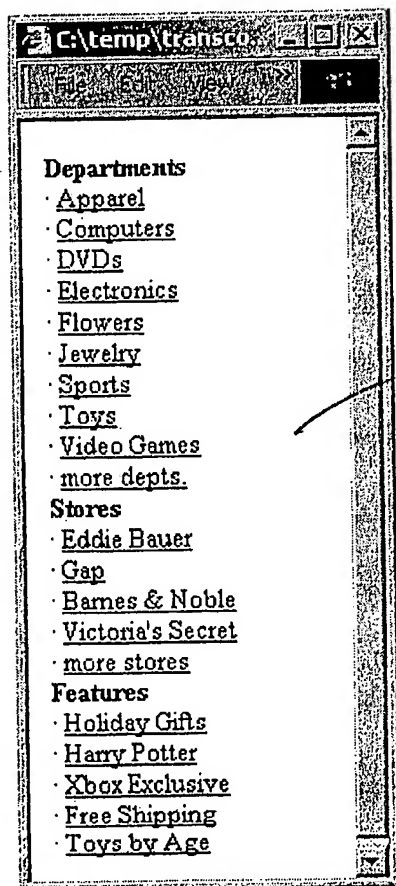 C:\temp\transco
File Edit View »
Departments
· Apparel
· Computers
· DVDs
· Electronics
· Flowers
· Jewelry
· Sports
· Toys
· Video Games
· more depts.
Stores
· Eddie Bauer
· Gap
· Barnes & Noble
· Victoria's Secret
· more stores
Features
· Holiday Gifts
· Harry Potter
· Xbox Exclusive
· Free Shipping
· Toys by Age